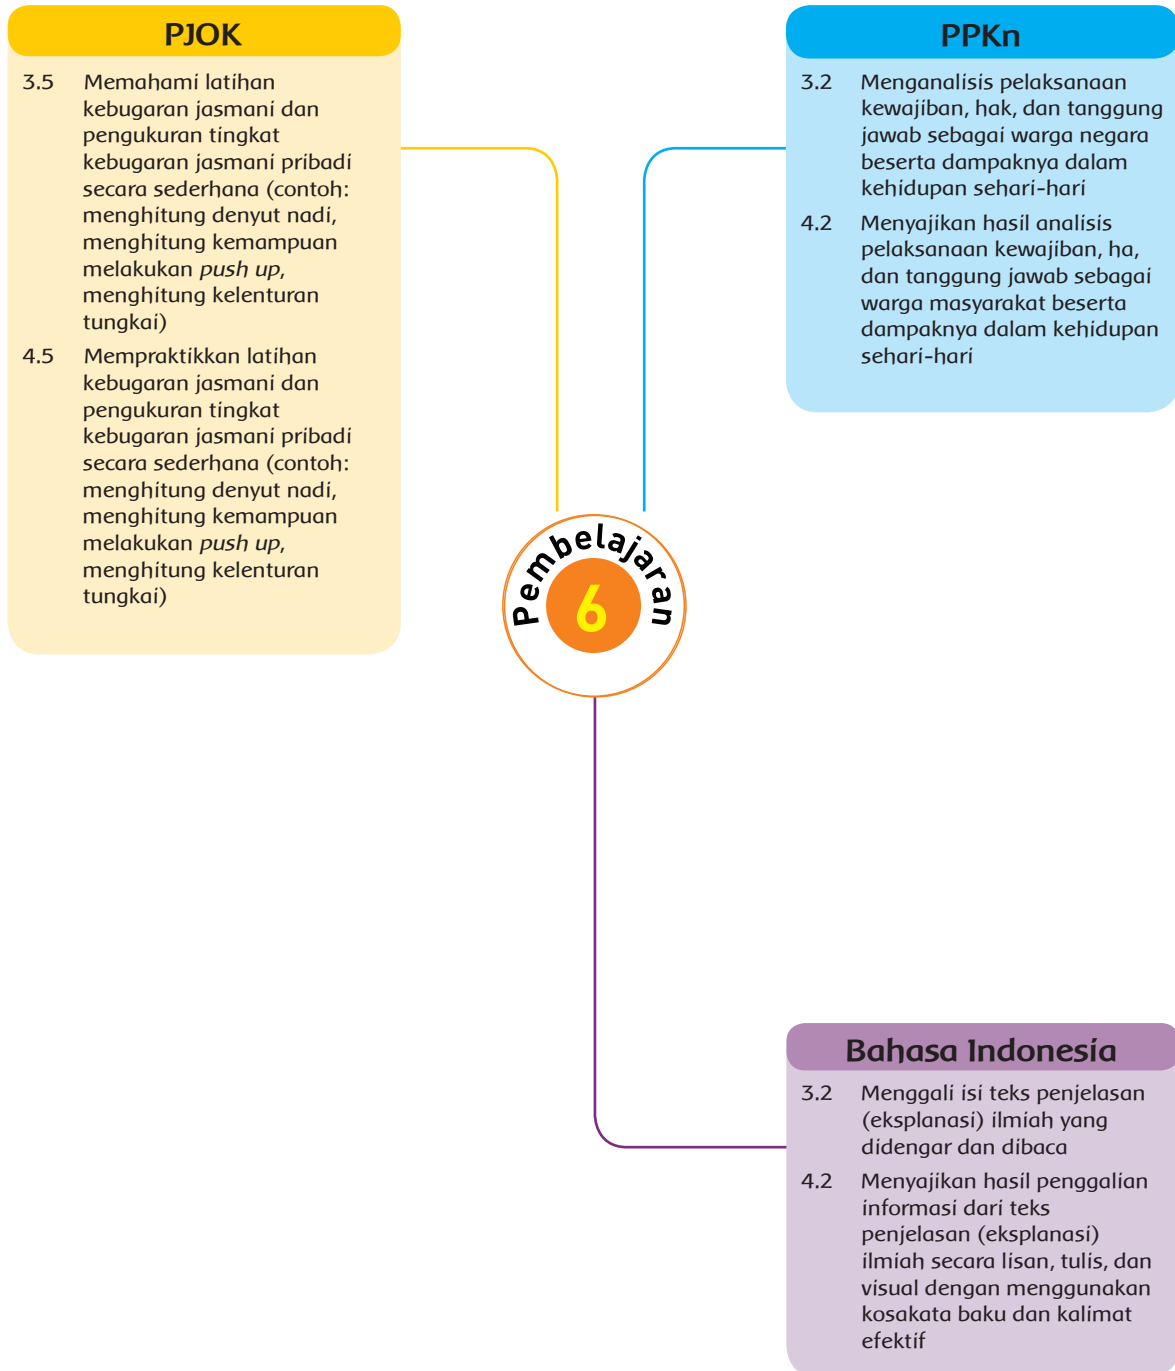 PJOK
3.5 Memahami latihan
kebugaran jasmani dan
pengukuran tingkat
kebugaran jasmani pribadi
secara sederhana (contoh:
menghitung denyut nadi,
menghitung kemampuan
melakukan push up,
menghitung kelenturan
tungkai)
4.5 Mempraktikkan latihan
kebugaran jasmani dan
pengukuran tingkat
kebugaran jasmani pribadi
secara sederhana (contoh:
menghitung denyut nadi,
menghitung kemampuan
melakukan push up,
menghitung kelenturan
tungkai)
PPKn
3.2 Menganalisis pelaksanaan
kewajiban, hak, dan tanggung
jawab sebagai warga negara
beserta dampaknya dalam
kehidupan sehari-hari
4.2 Menyajikan hasil analisis
pelaksanaan kewajiban, ha,
dan tanggung jawab sebagai
warga masyarakat beserta
dampaknya dalam kehidupan
sehari-hari
Pembelajaran
6
Bahasa Indonesia
3.2 Menggali isi teks penjelasan
(eksplanasi) ilmiah yang
didengar dan dibaca
4.2 Menyajikan hasil penggalian
informasi dari teks
penjelasan (eksplanasi)
ilmiah secara lisan, tulis, dan
visual dengan menggunakan
kosakata baku dan kalimat
efektif